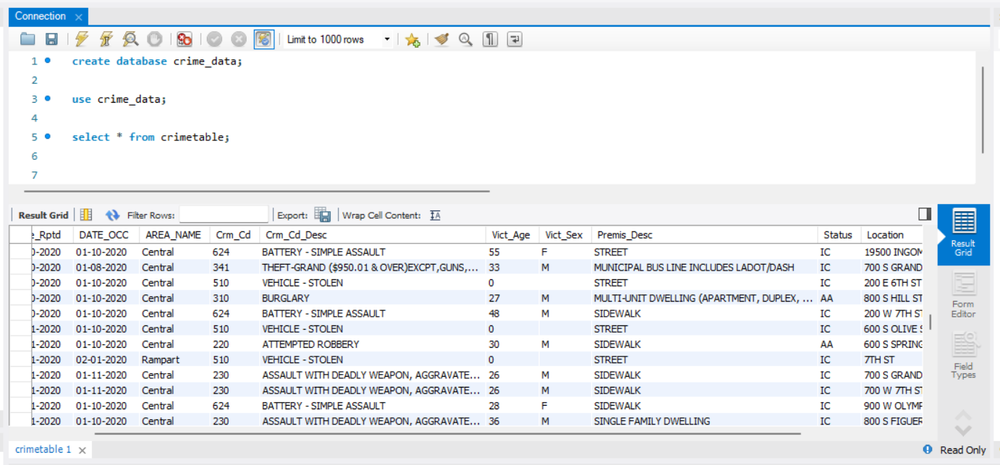 Connection
Limit to 1000 rows
1 create database crime_data;
2
3 use crime_data;
4
5 select * from crimetable;
6
7
Result Grid Filter Rows: Export: Wrap Cell Content: IA
e_Rptd DATE_OCC AREA_NAME Crm_Cd Crm_Cd_Desc Vict_Age Vict_Sex Premis_Desc Status Location
0-2020 01-10-2020 Central 624 BATTERY - SIMPLE ASSAULT 55 F STREET IC 19500 INGOM
0-2020 01-08-2020 Central 341 THEFT-GRAND ($950.01 & OVER)EXCPT,GUNS,... 33 M MUNICIPAL BUS LINE INCLUDES LADOT/DASH IC 700 S GRAND
0-2020 01-10-2020 Central 510 VEHICLE - STOLEN 0 STREET IC 200 E 6TH ST
0-2020 01-10-2020 Central 310 BURGLARY 27 M MULTI-UNIT DWELLING (APARTMENT, DUPLEX, ... AA 800 S HILL ST
0-2020 01-10-2020 Central 624 BATTERY - SIMPLE ASSAULT 48 M SIDEWALK IC 200 W 7TH ST
0-2020 01-10-2020 Central 510 VEHICLE - STOLEN 0 STREET IC 600 S OLIVE S
1-2020 01-10-2020 Central 220 ATTEMPTED ROBBERY 30 M SIDEWALK AA 600 S SPRING
1-2020 02-01-2020 Rampart 510 VEHICLE - STOLEN 0 STREET IC 7TH ST
1-2020 01-11-2020 Central 230 ASSAULT WITH DEADLY WEAPON, AGGRAVATE... 26 M SIDEWALK IC 700 S GRAND
1-2020 01-11-2020 Central 230 ASSAULT WITH DEADLY WEAPON, AGGRAVATE... 26 M SIDEWALK IC 700 W 7TH ST
1-2020 01-10-2020 Central 624 BATTERY - SIMPLE ASSAULT 28 F SIDEWALK IC 900 W OLYMP
1-2020 01-10-2020 Central 230 ASSAULT WITH DEADLY WEAPON, AGGRAVATE... 36 M SINGLE FAMILY DWELLING IC 800 S FIGUER
Result
Grid
Form
Editor
Field
Types
crimetable 1
Read Only